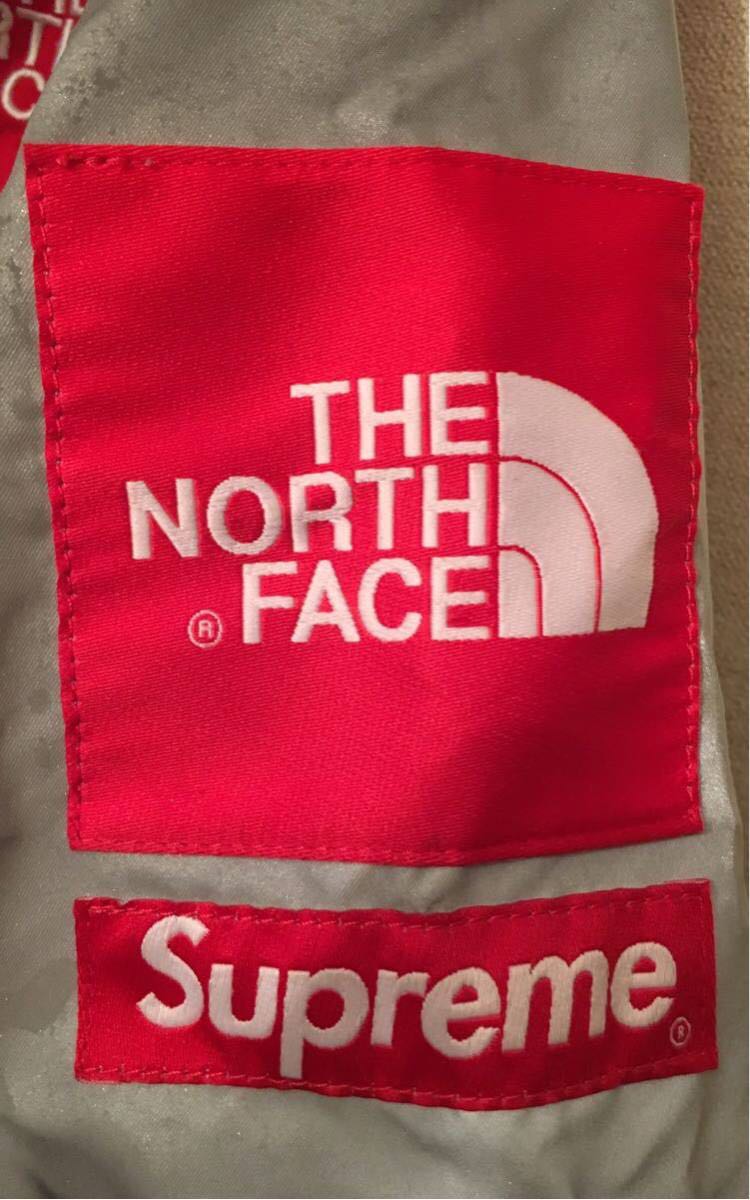 THE
NORTH
® FACE
Supreme®